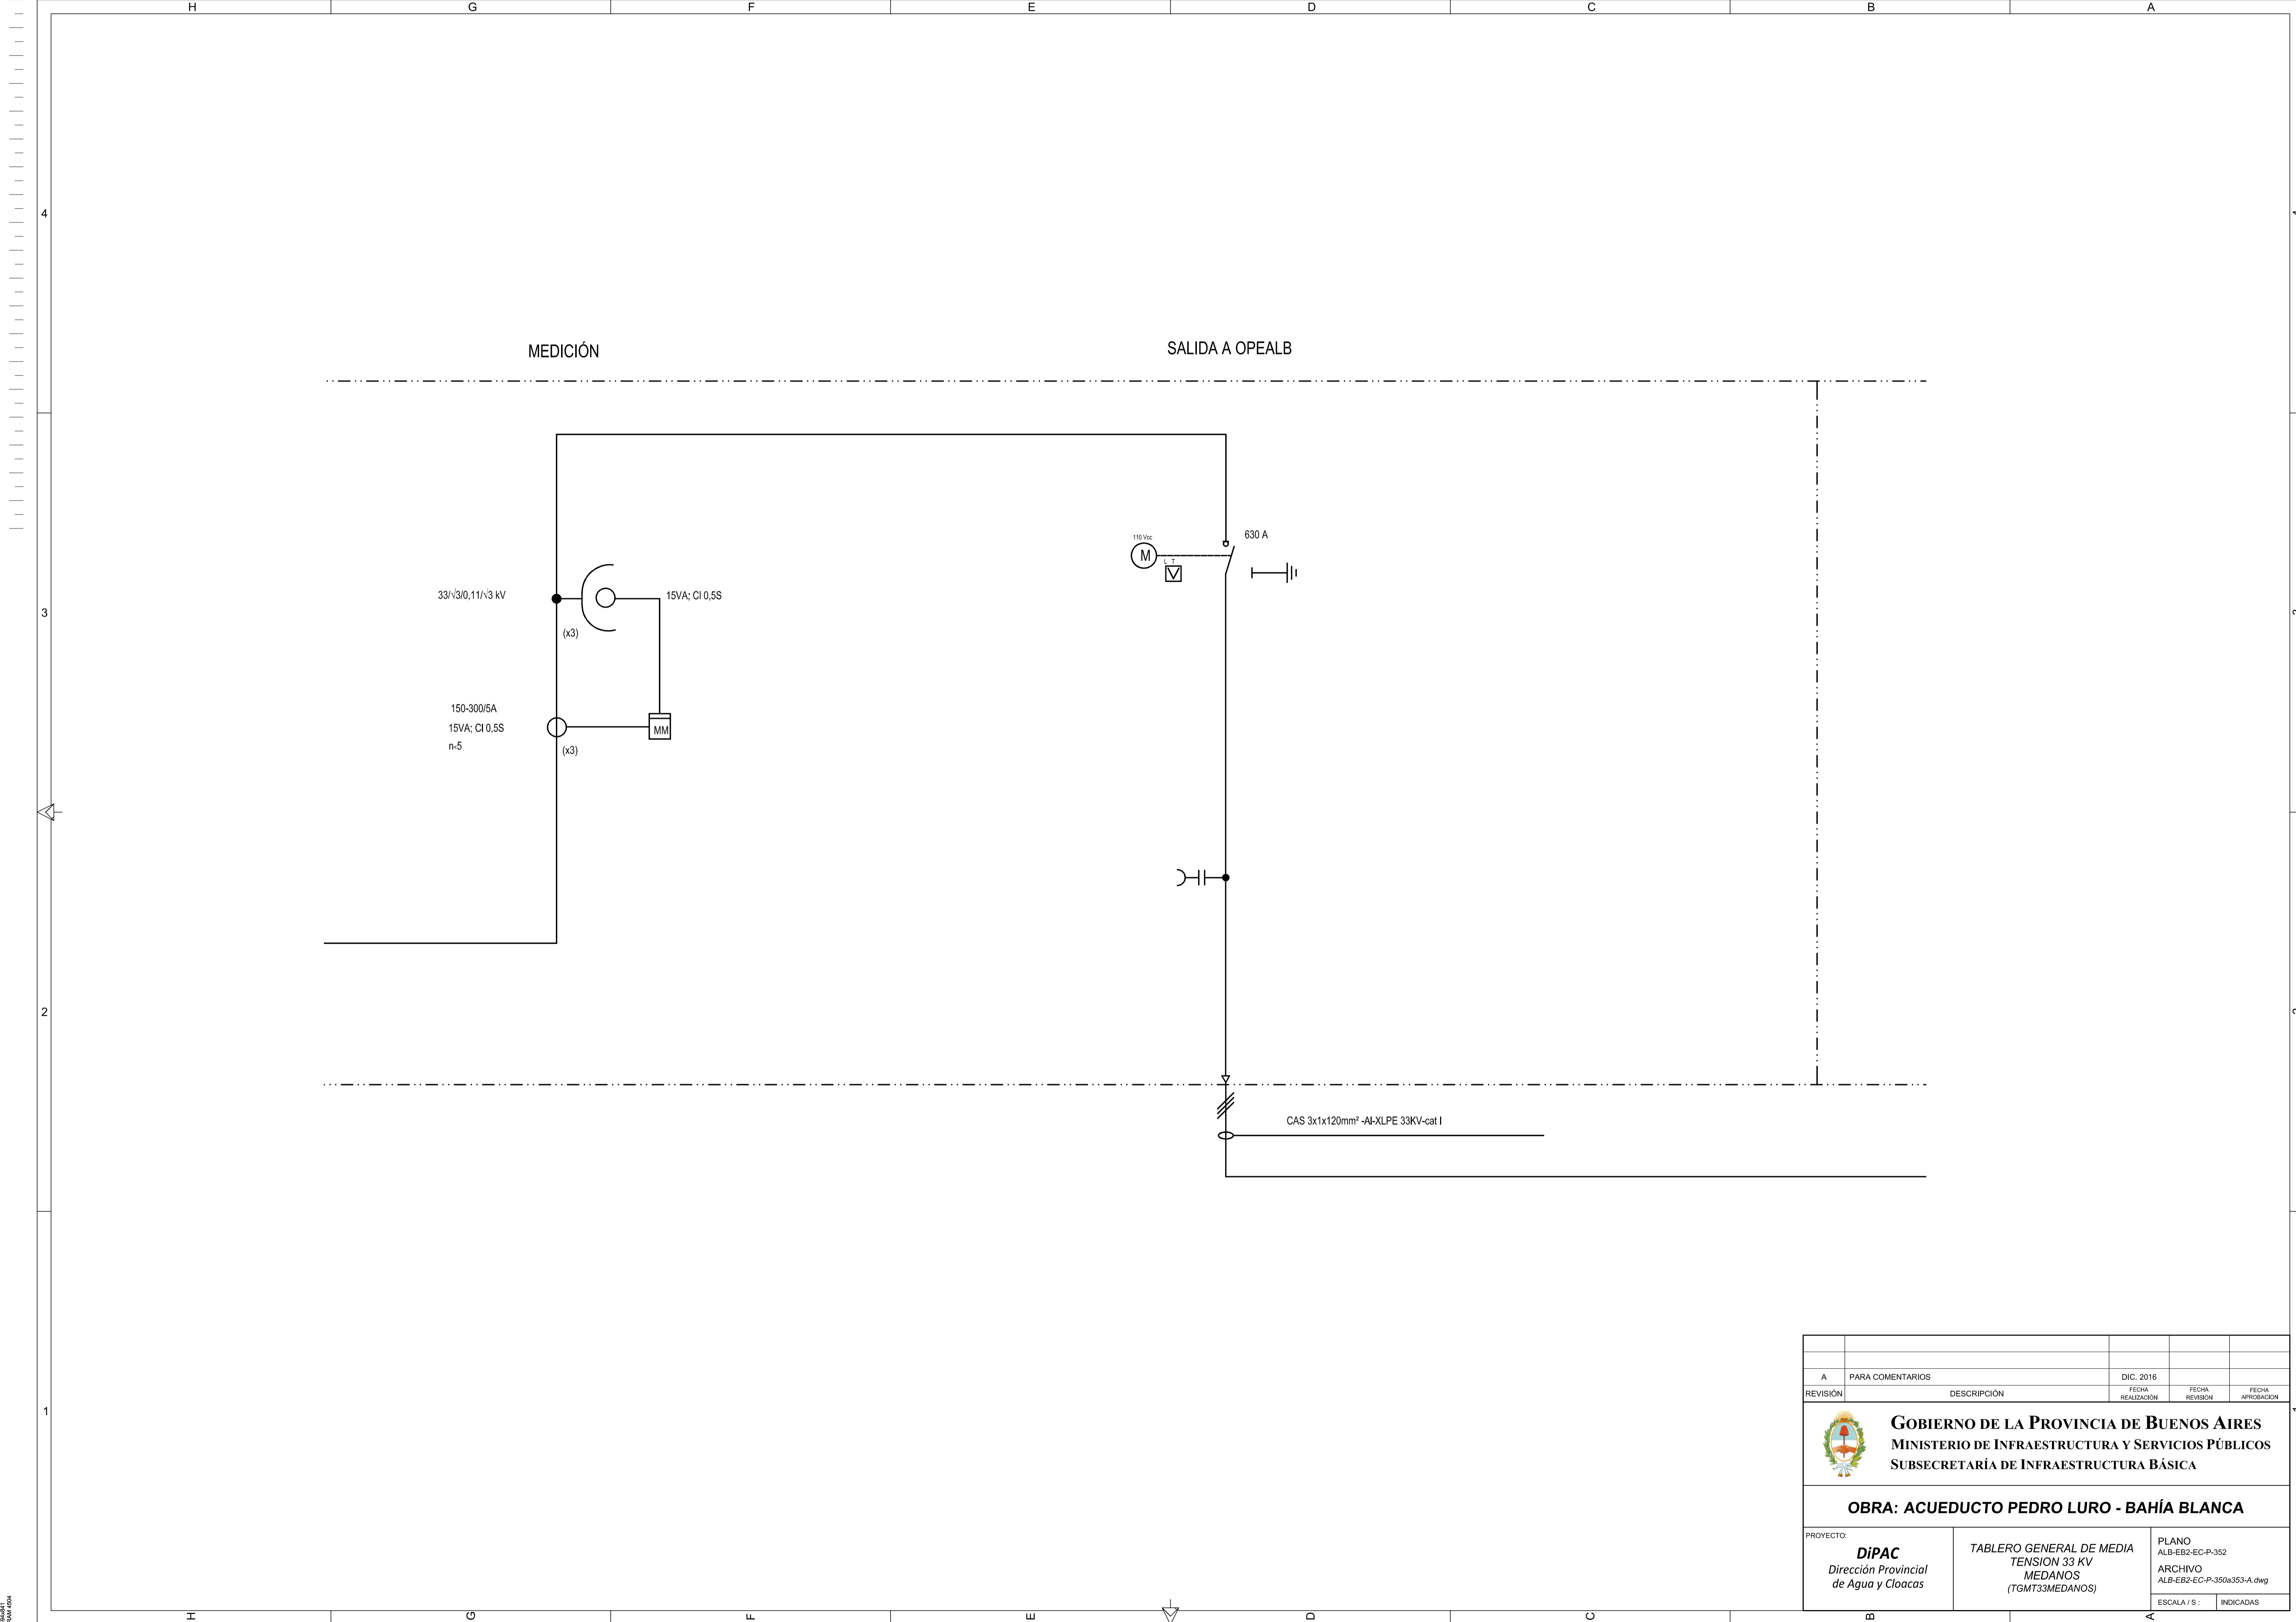 H G F E D C B A
4
MEDICIÓN
SALIDA A OPEALB
630 A
110 Vcc
M
L T
33/√3/0,11/√3 kV
15VA; Cl 0,5S
3
(x3)
150-300/5A
15VA; Cl 0,5S
MM
n-5
(x3)
2
CAS 3x1x120mm² -Al-XLPE 33KV-cat I
1
A PARA COMENTARIOS DIC. 2016
REVISIÓN DESCRIPCIÓN FECHA REALIZACIÓN FECHA REVISIÓN FECHA APROBACION
GOBIERNO DE LA PROVINCIA DE BUENOS AIRES
MINISTERIO DE INFRAESTRUCTURA Y SERVICIOS PÚBLICOS
SUBSECRETARÍA DE INFRAESTRUCTURA BÁSICA
OBRA: ACUEDUCTO PEDRO LURO - BAHÍA BLANCA
PROYECTO:
DiPAC
Dirección Provincial
de Agua y Cloacas
TABLERO GENERAL DE MEDIA
TENSION 33 KV
MEDANOS
(TGMT33MEDANOS)
PLANO
ALB-EB2-EC-P-352
ARCHIVO
ALB-EB2-EC-P-350a353-A.dwg
ESCALA / S : INDICADAS
H G F E D C B A